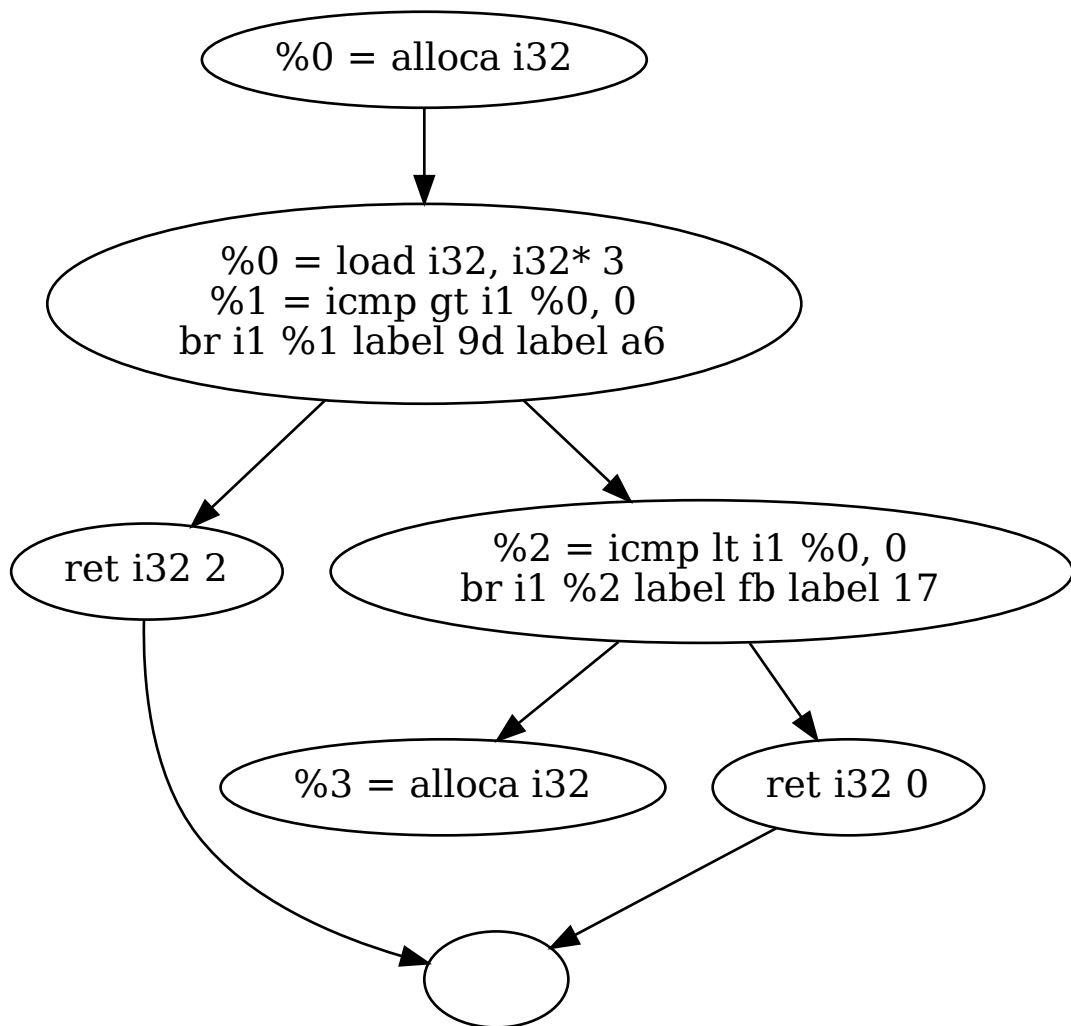 %0 = alloca i32
%0 = load i32, i32* 3
%1 = icmp gt i1 %0, 0
br i1 %1 label 9d label a6
ret i32 2
%2 = icmp lt i1 %0, 0
br i1 %2 label fb label 17
%3 = alloca i32
ret i32 0